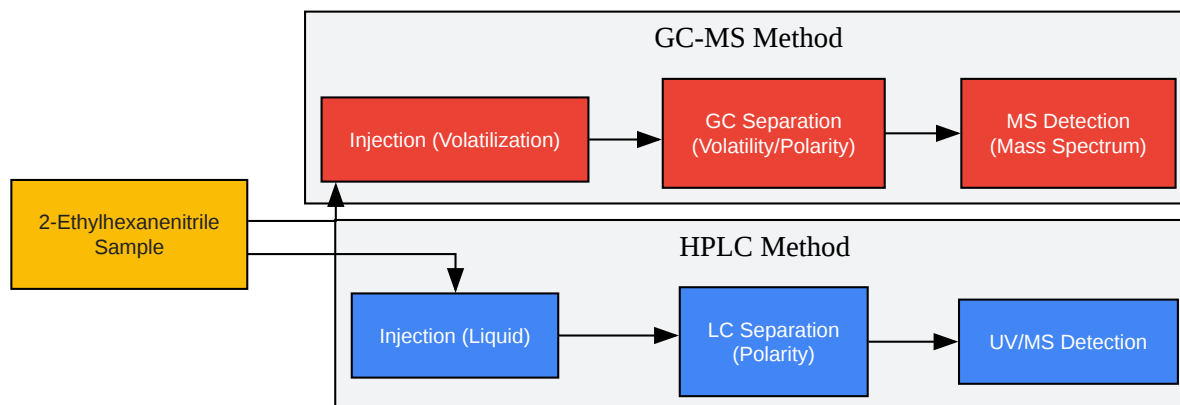 GC-MS Method
Injection (Volatilization)
GC Separation
(Volatility/Polarity)
MS Detection
(Mass Spectrum)
2-Ethylhexanenitrile
Sample
HPLC Method
Injection (Liquid)
LC Separation
(Polarity)
UV/MS Detection